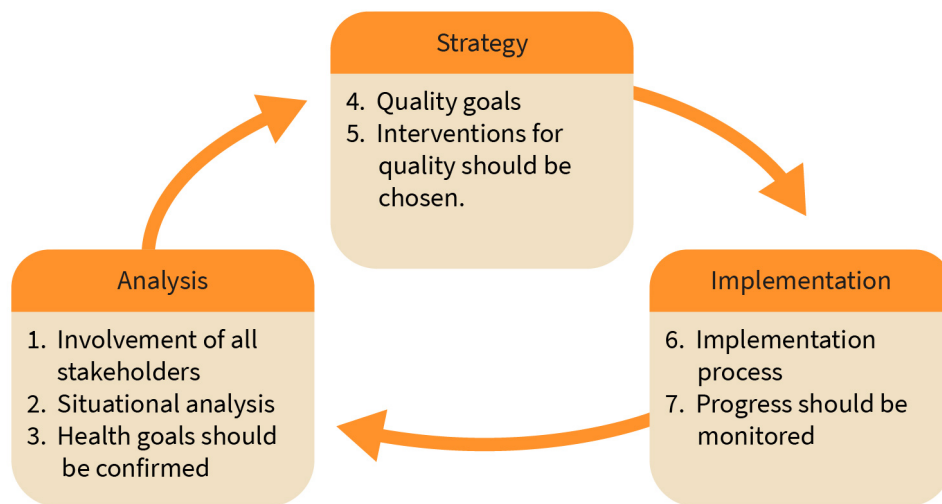 Strategy
4. Quality goals
5. Interventions for
quality should be
chosen.
Analysis
1. Involvement of all
stakeholders
2. Situational analysis
3. Health goals should
be confirmed
Implementation
6. Implementation
process
7. Progress should be
monitored